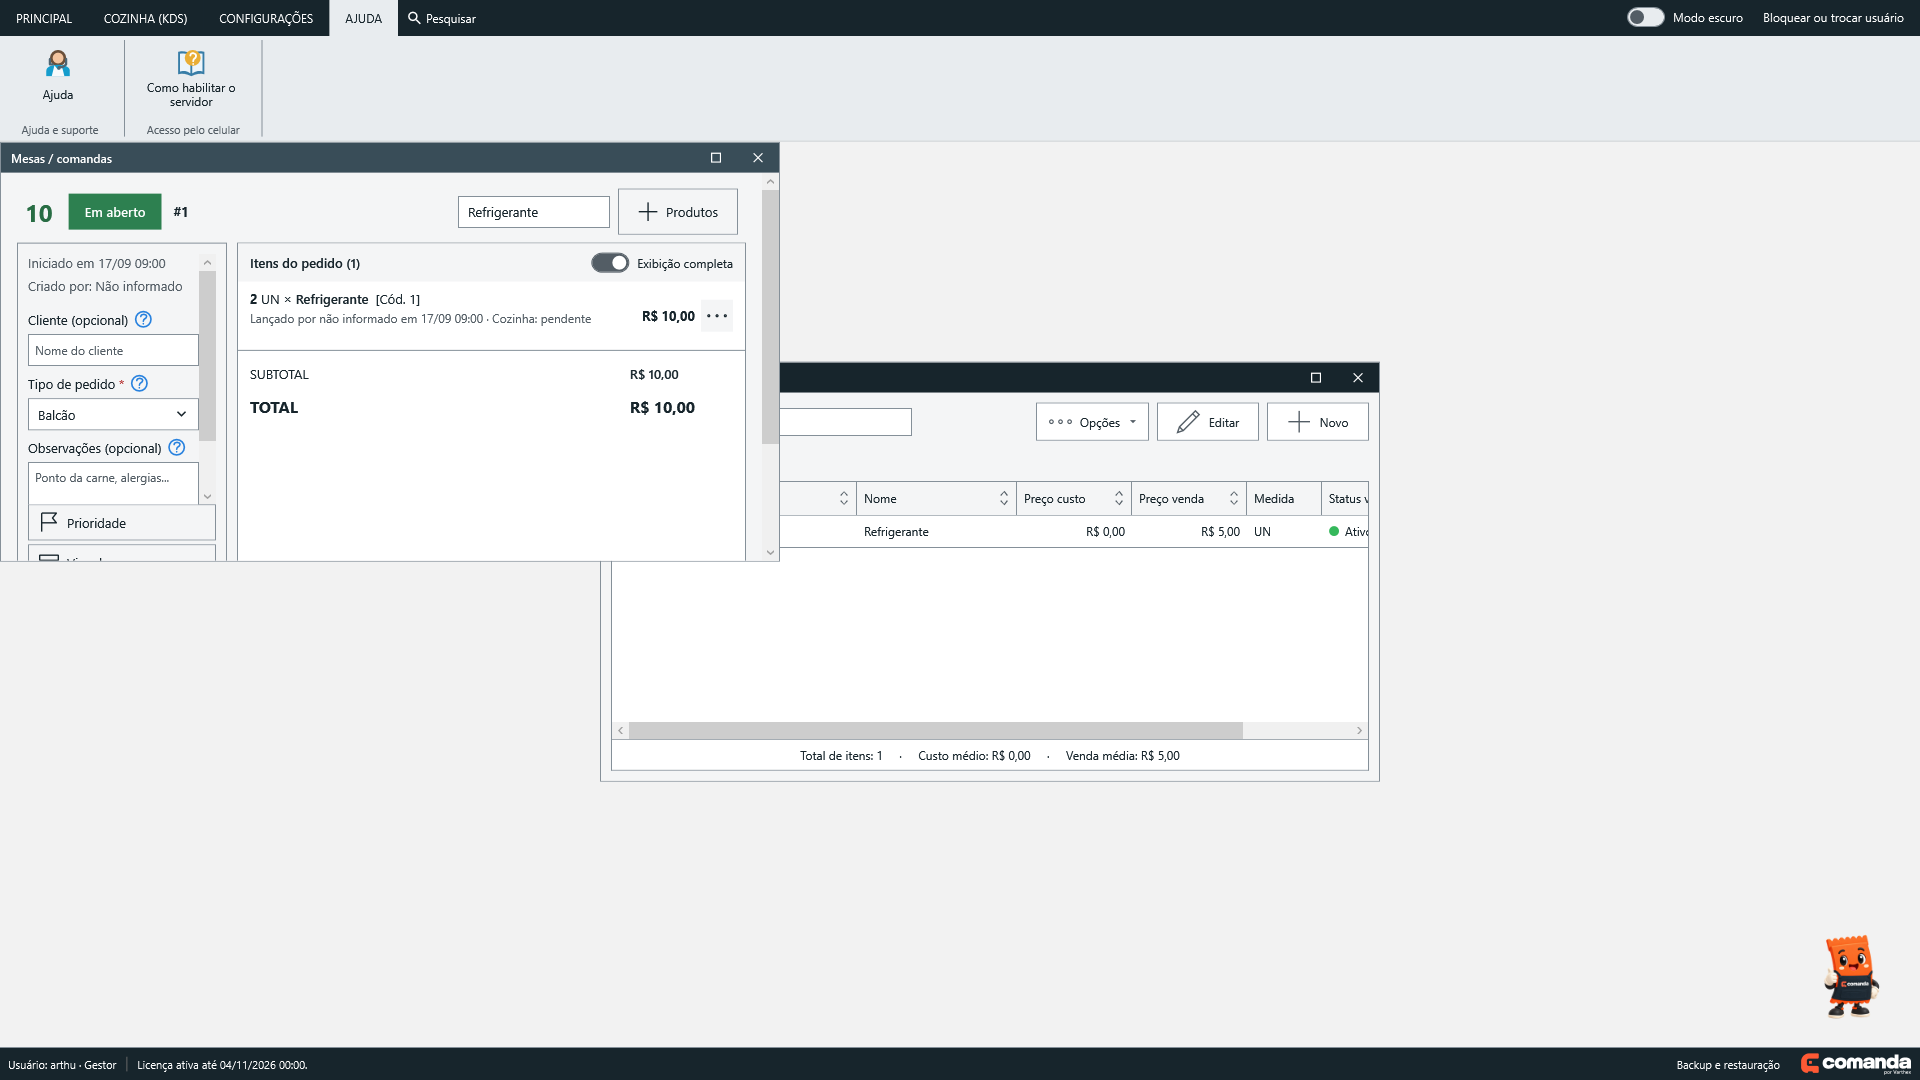 PRINCIPAL COZINHA (KDS) CONFIGURAÇÕES AJUDA Pesquisar Modo escuro Bloquear ou trocar usuário
Ajuda
Como habilitar o
servidor
Ajuda e suporte Acesso pelo celular
Mesas / comandas
10 Em aberto #1 Refrigerante Produtos
Iniciado em 17/09 09:00
Criado por: Não informado
Cliente (opcional) ?
Nome do cliente
Tipo de pedido * ?
Balcão
Observações (opcional) ?
Ponto da carne, alergias...
Prioridade
Itens do pedido (1) Exibição completa
2 UN × Refrigerante [Cód. 1]
Lançado por não informado em 17/09 09:00 · Cozinha: pendente
R$ 10,00 ...
SUBTOTAL R$ 10,00
TOTAL R$ 10,00
Opções Editar Novo
Nome Preço custo Preço venda Medida Status v
Refrigerante R$ 0,00 R$ 5,00 UN Ativo
Total de itens: 1 · Custo médio: R$ 0,00 · Venda média: R$ 5,00
comanda
Usuário: arthu · Gestor Licença ativa até 04/11/2026 00:00. Backup e restauração comanda